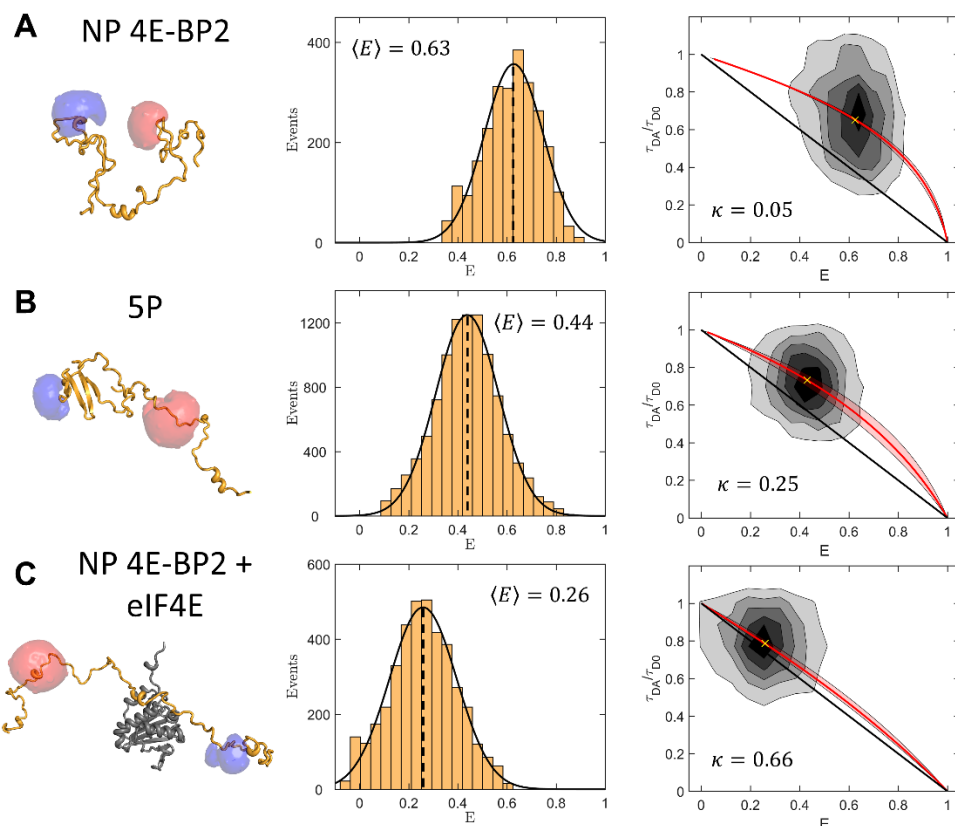 A
NP 4E-BP2
⟨E⟩ = 0.63
Events
400
200
0
0 0.2 0.4 0.6 0.8 1
E
τDA/τD0
1
0.8
0.6
0.4
0.2
0
κ = 0.05
0 0.2 0.4 0.6 0.8 1
E
B
5P
⟨E⟩ = 0.44
Events
1200
900
600
300
0
0 0.2 0.4 0.6 0.8 1
E
τDA/τD0
1
0.8
0.6
0.4
0.2
0
κ = 0.25
0 0.2 0.4 0.6 0.8 1
E
C
NP 4E-BP2 +
eIF4E
⟨E⟩ = 0.26
Events
600
400
200
0
0 0.2 0.4 0.6 0.8 1
E
τDA/τD0
1
0.8
0.6
0.4
0.2
0
κ = 0.66
0 0.2 0.4 0.6 0.8 1
E